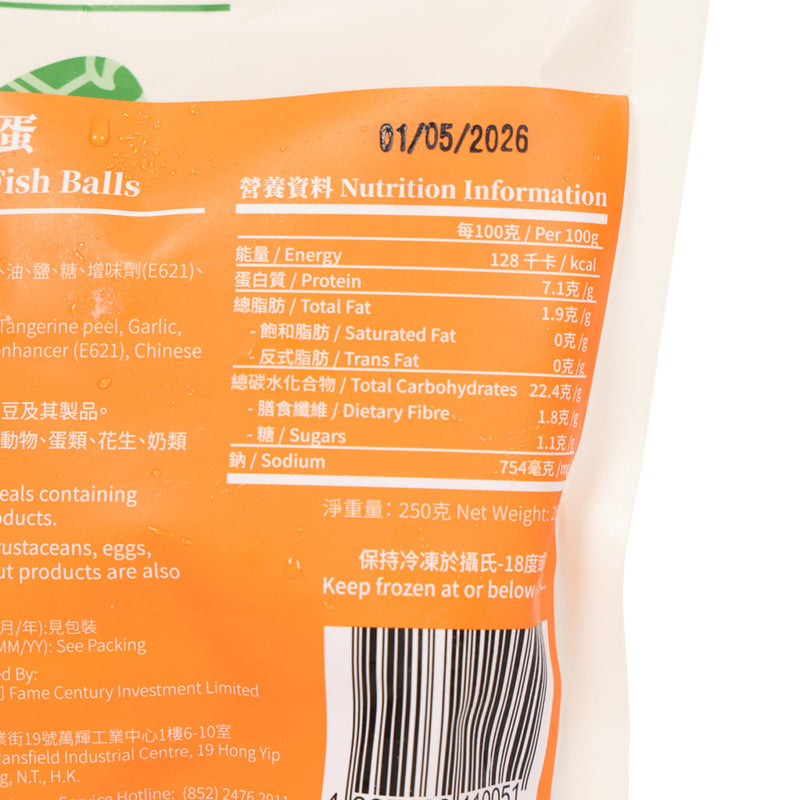 蛋
Fish Balls
01/05/2026
營養資料 Nutrition Information
每100克 / Per 100g
能量 / Energy 128 千卡 / kcal
蛋白質 / Protein 7.1克 /g
總脂肪 / Total Fat 1.9克 /g
- 飽和脂肪 / Saturated Fat 0克 /g
- 反式脂肪 / Trans Fat 0克 /g
總碳水化合物 / Total Carbohydrates 22.4克 /g
- 膳食纖維 / Dietary Fibre 1.8克 /g
- 糖 / Sugars 1.1克 /g
鈉 / Sodium 754毫克 /m
淨重量： 250克 Net Weight: 2
保持冷凍於攝氏-18度或
Keep frozen at or below
、油、鹽、糖、增味劑(E621)、
Tangerine peel, Garlic,
nhancer (E621), Chinese
豆及其製品。
動物、蛋類、花生、奶類
eals containing
oducts.
rustaceans, eggs,
ut products are also
月/年):見包裝
MM/YY): See Packing
ed By:
] Fame Century Investment Limited
業街19號萬輝工業中心1樓6-10室
ansfield Industrial Centre, 19 Hong Yip
g, N.T., H.K.
Service Hotline: (852) 2476 2911